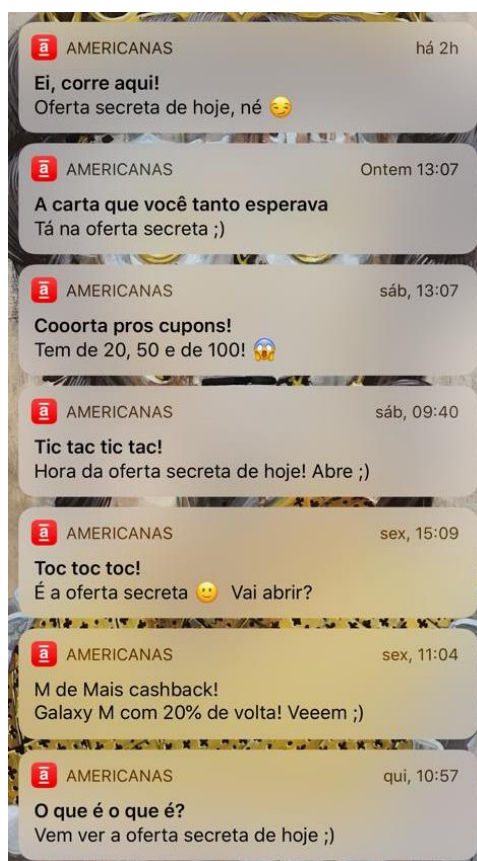 a AMERICANAS há 2h
Ei, corre aqui!
Oferta secreta de hoje, né 😏
a AMERICANAS Ontem 13:07
A carta que você tanto esperava
Tá na oferta secreta ;)
a AMERICANAS sáb, 13:07
Cooorta pros cupons!
Tem de 20, 50 e de 100! 😱
a AMERICANAS sáb, 09:40
Tic tac tic tac!
Hora da oferta secreta de hoje! Abre ;)
a AMERICANAS sex, 15:09
Toc toc toc!
É a oferta secreta 🙂 Vai abrir?
a AMERICANAS sex, 11:04
M de Mais cashback!
Galaxy M com 20% de volta! Veeem ;)
a AMERICANAS qui, 10:57
O que é o que é?
Vem ver a oferta secreta de hoje ;)